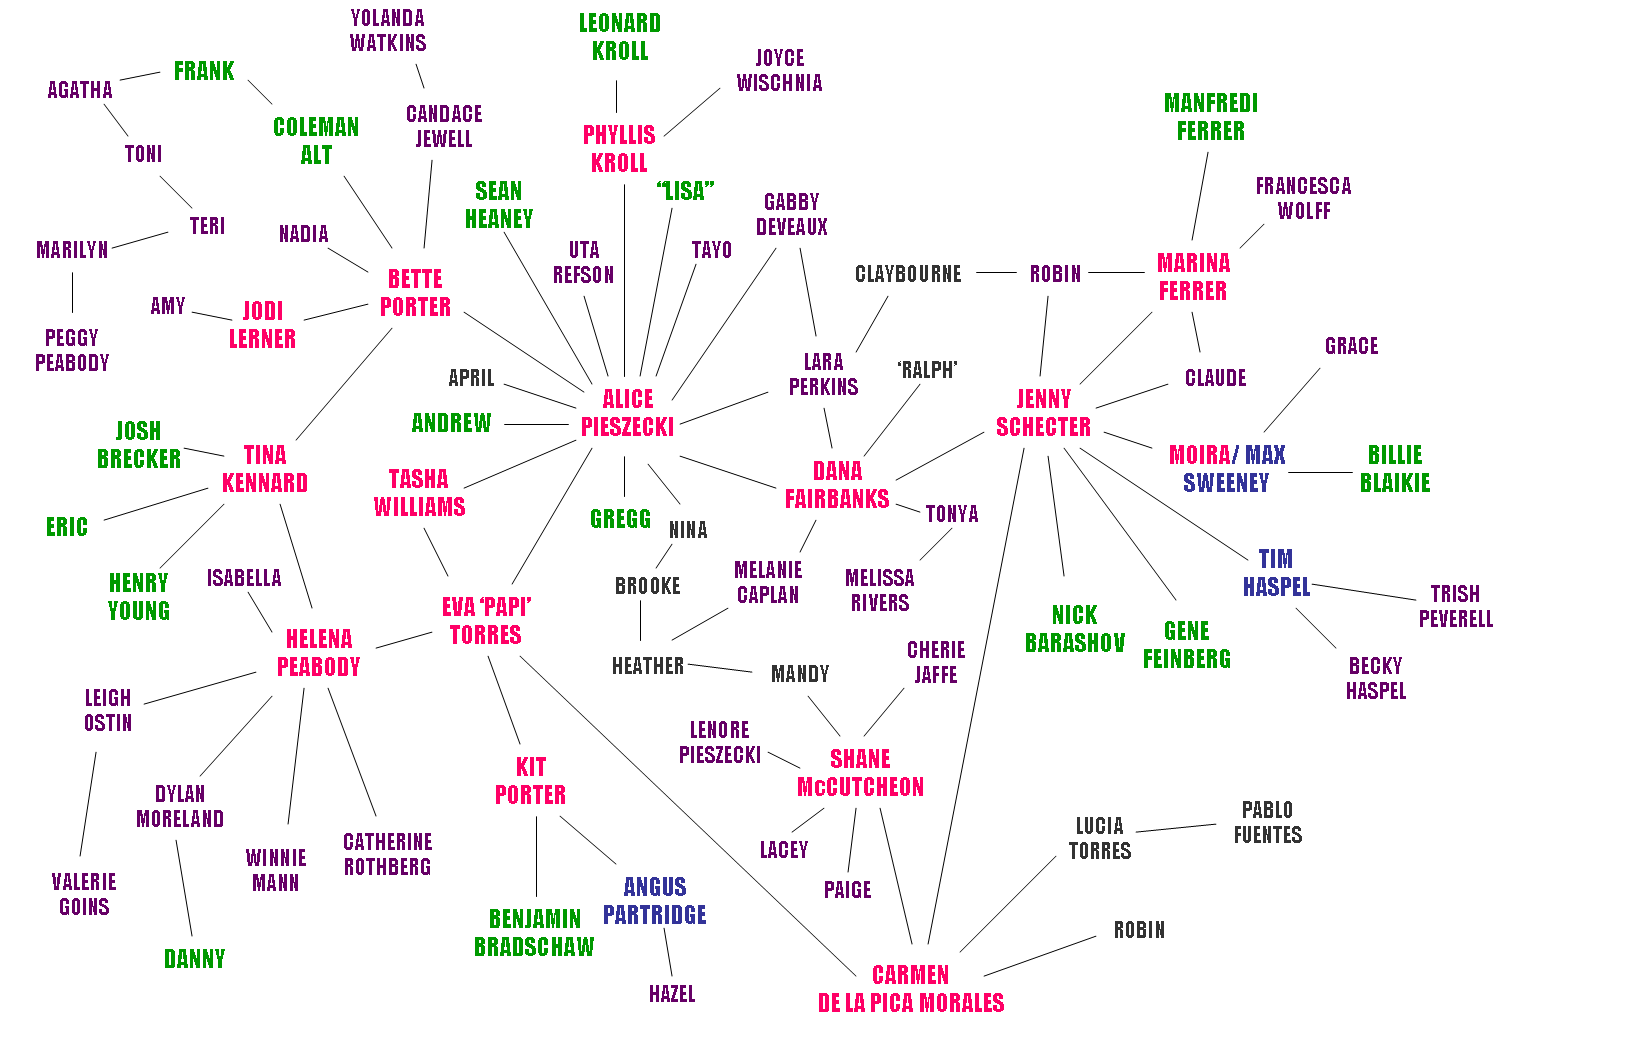 YOLANDA
WATKINS
LEONARD
KROLL
JOYCE
WISCHNIA
FRANK
AGATHA
CANDACE
JEWELL
MANFREDI
FERRER
COLEMAN
ALT
PHYLLIS
KROLL
TONI
SEAN
HEANEY
“LISA”
GABBY
DEVEAUX
FRANCESCA
WOLFF
TERI
NADIA
MARILYN
UTA
REFSON
TAYO
CLAYBOURNE
ROBIN
MARINA
FERRER
BETTE
PORTER
AMY
JODI
LERNER
PEGGY
PEABODY
APRIL
LARA
PERKINS
‘RALPH’
GRACE
CLAUDE
ALICE
PIESZECKI
JENNY
SCHECTER
ANDREW
JOSH
BRECKER
TINA
KENNARD
TASHA
WILLIAMS
DANA
FAIRBANKS
MOIRA/ MAX
SWEENEY
BILLIE
BLAIKIE
ERIC
GREGG
NINA
TONYA
HENRY
YOUNG
ISABELLA
BROOKE
MELANIE
CAPLAN
MELISSA
RIVERS
TIM
HASPEL
TRISH
PEVERELL
EVA ‘PAPI’
TORRES
NICK
BARASHOV
GENE
FEINBERG
HELENA
PEABODY
HEATHER
MANDY
CHERIE
JAFFE
BECKY
HASPEL
LEIGH
OSTIN
LENORE
PIESZECKI
SHANE
McCUTCHEON
KIT
PORTER
DYLAN
MORELAND
WINNIE
MANN
CATHERINE
ROTHBERG
LACEY
PAIGE
LUCIA
TORRES
PABLO
FUENTES
VALERIE
GOINS
ANGUS
PARTRIDGE
BENJAMIN
BRADSCHAW
ROBIN
DANNY
HAZEL
CARMEN
DE LA PICA MORALES